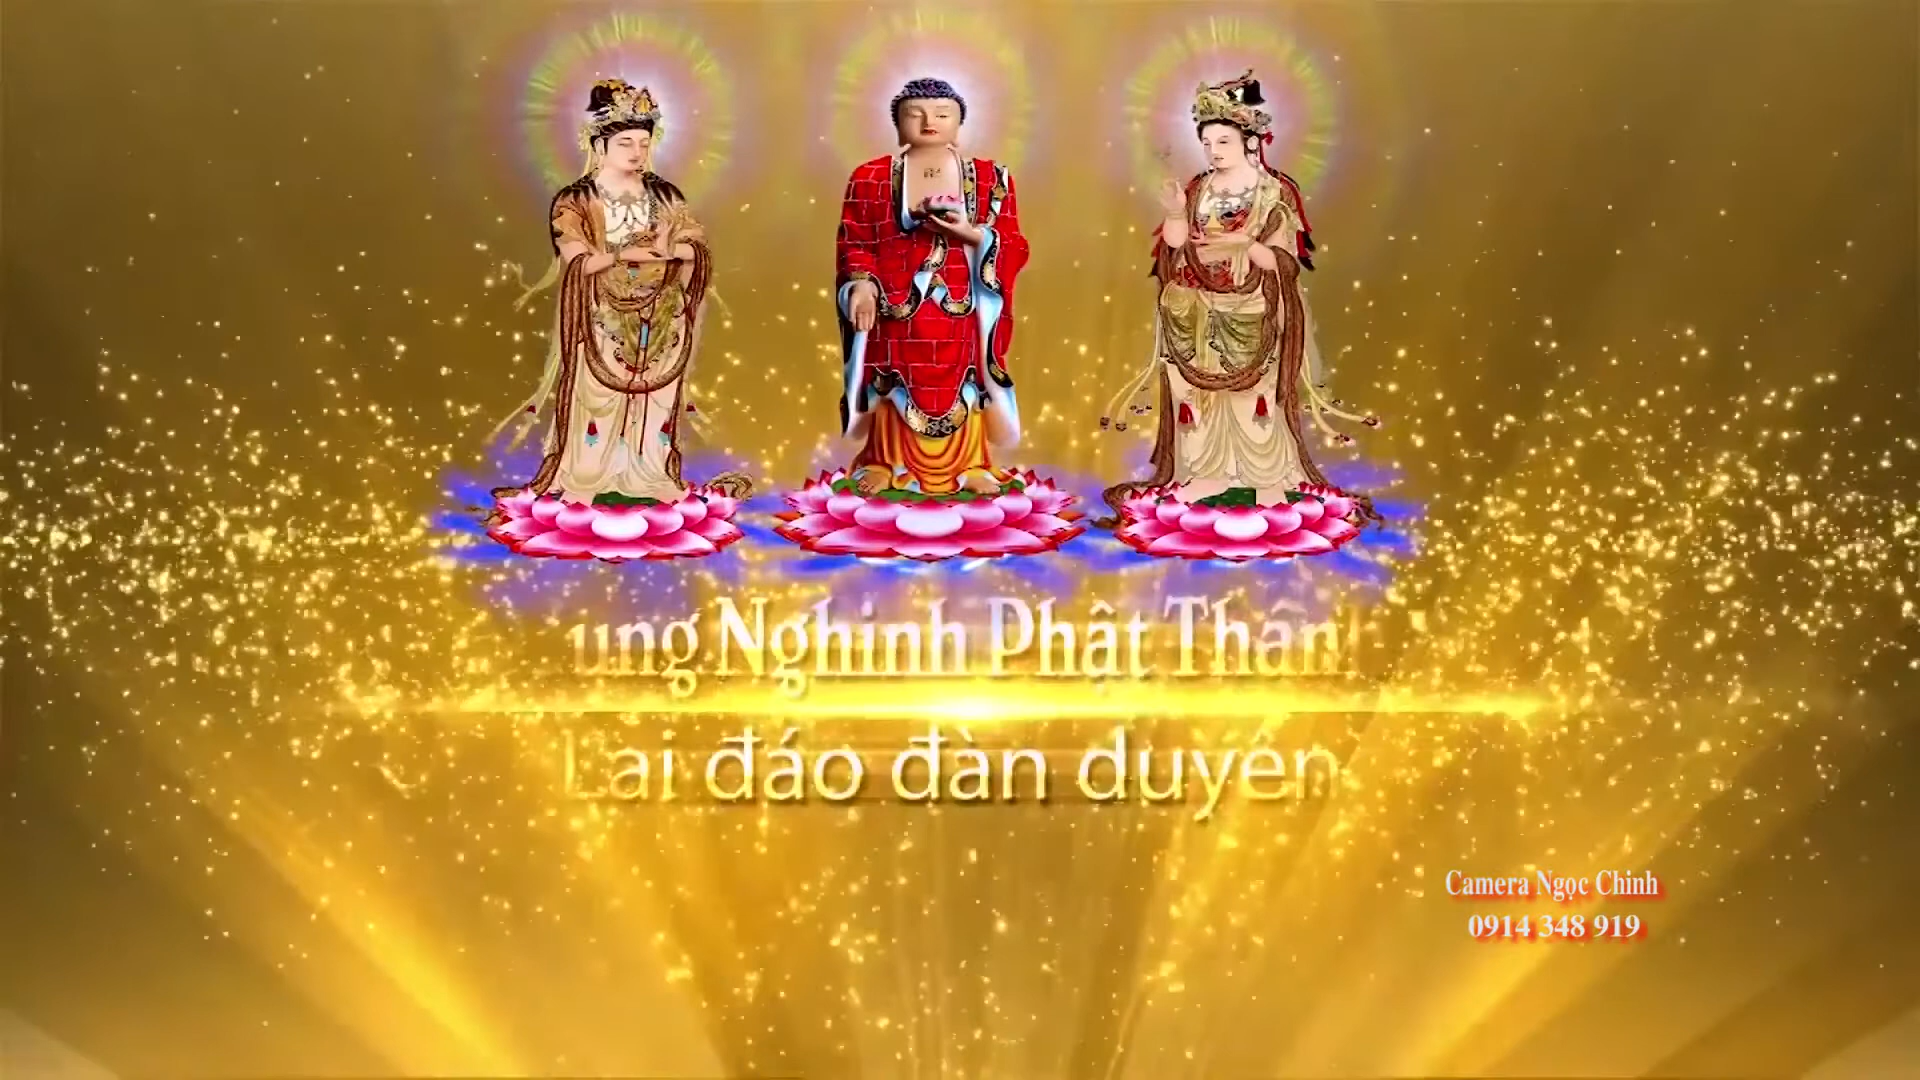 Nghinh Phật
Lai đáo đàn duyên
Camera Ngọc Chinh
0914 348 919